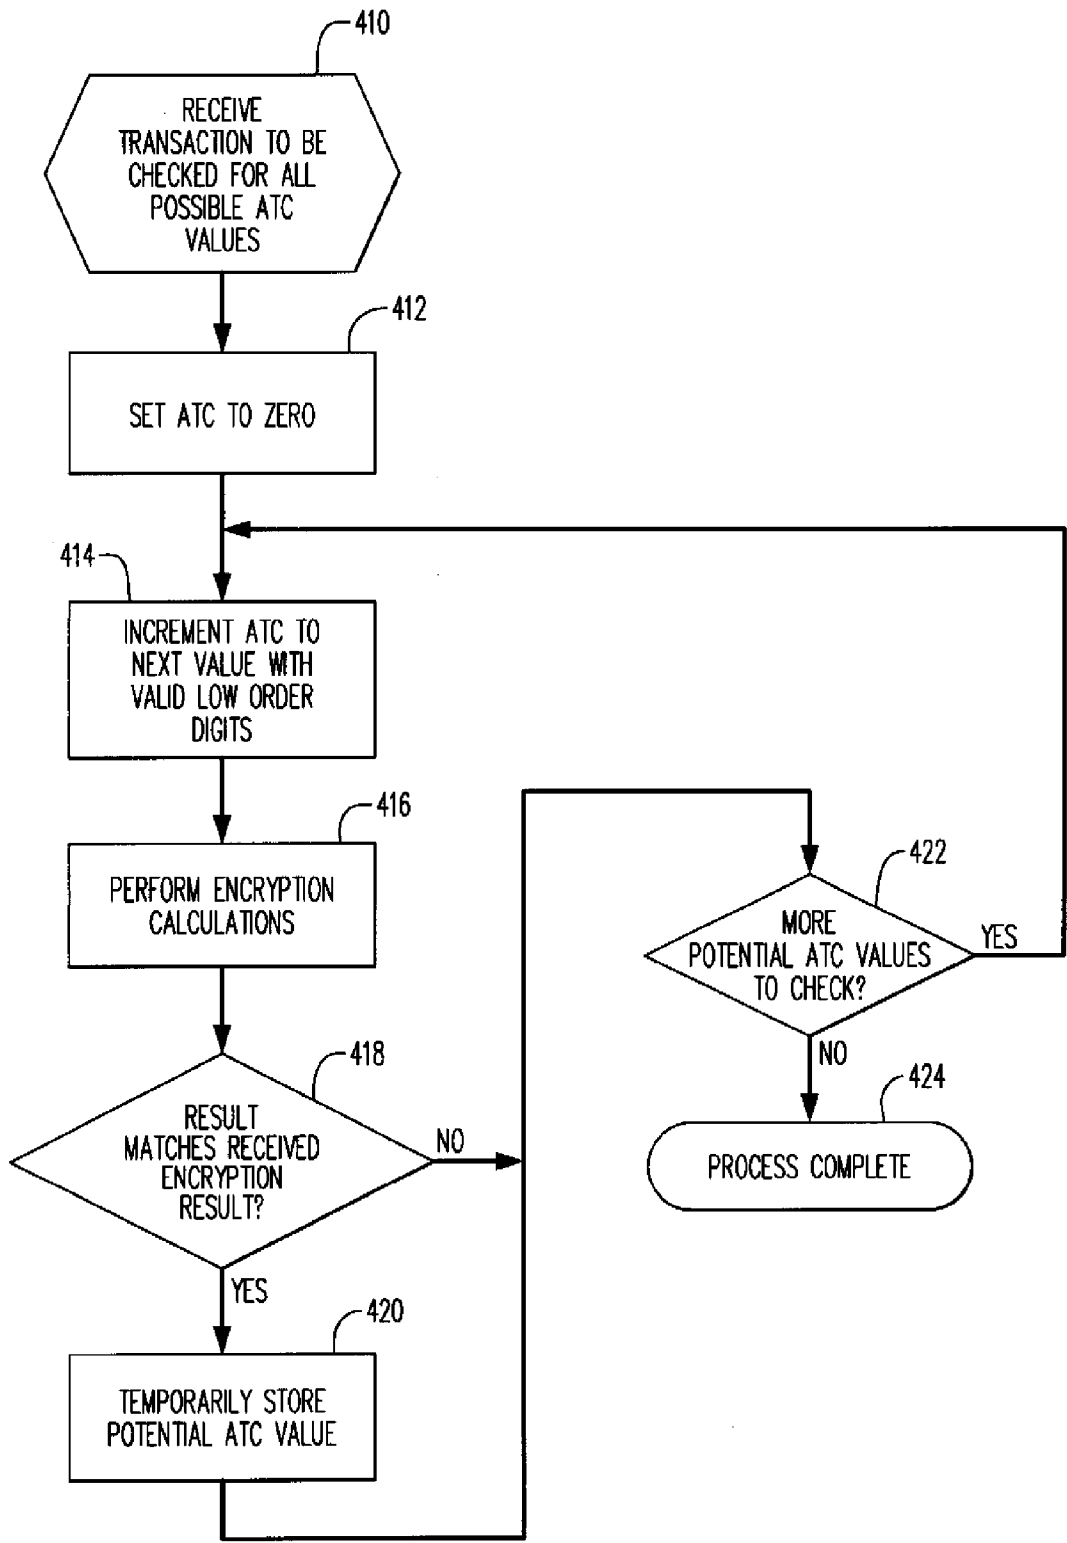 410
RECEIVE
TRANSACTION TO BE
CHECKED FOR ALL
POSSIBLE ATC
VALUES
412
SET ATC TO ZERO
414
INCREMENT ATC TO
NEXT VALUE WITH
VALID LOW ORDER
DIGITS
416
PERFORM ENCRYPTION
CALCULATIONS
418
RESULT
MATCHES RECEIVED
ENCRYPTION
RESULT?
NO
YES
420
TEMPORARILY STORE
POTENTIAL ATC VALUE
422
MORE
POTENTIAL ATC VALUES
TO CHECK?
YES
NO
424
PROCESS COMPLETE